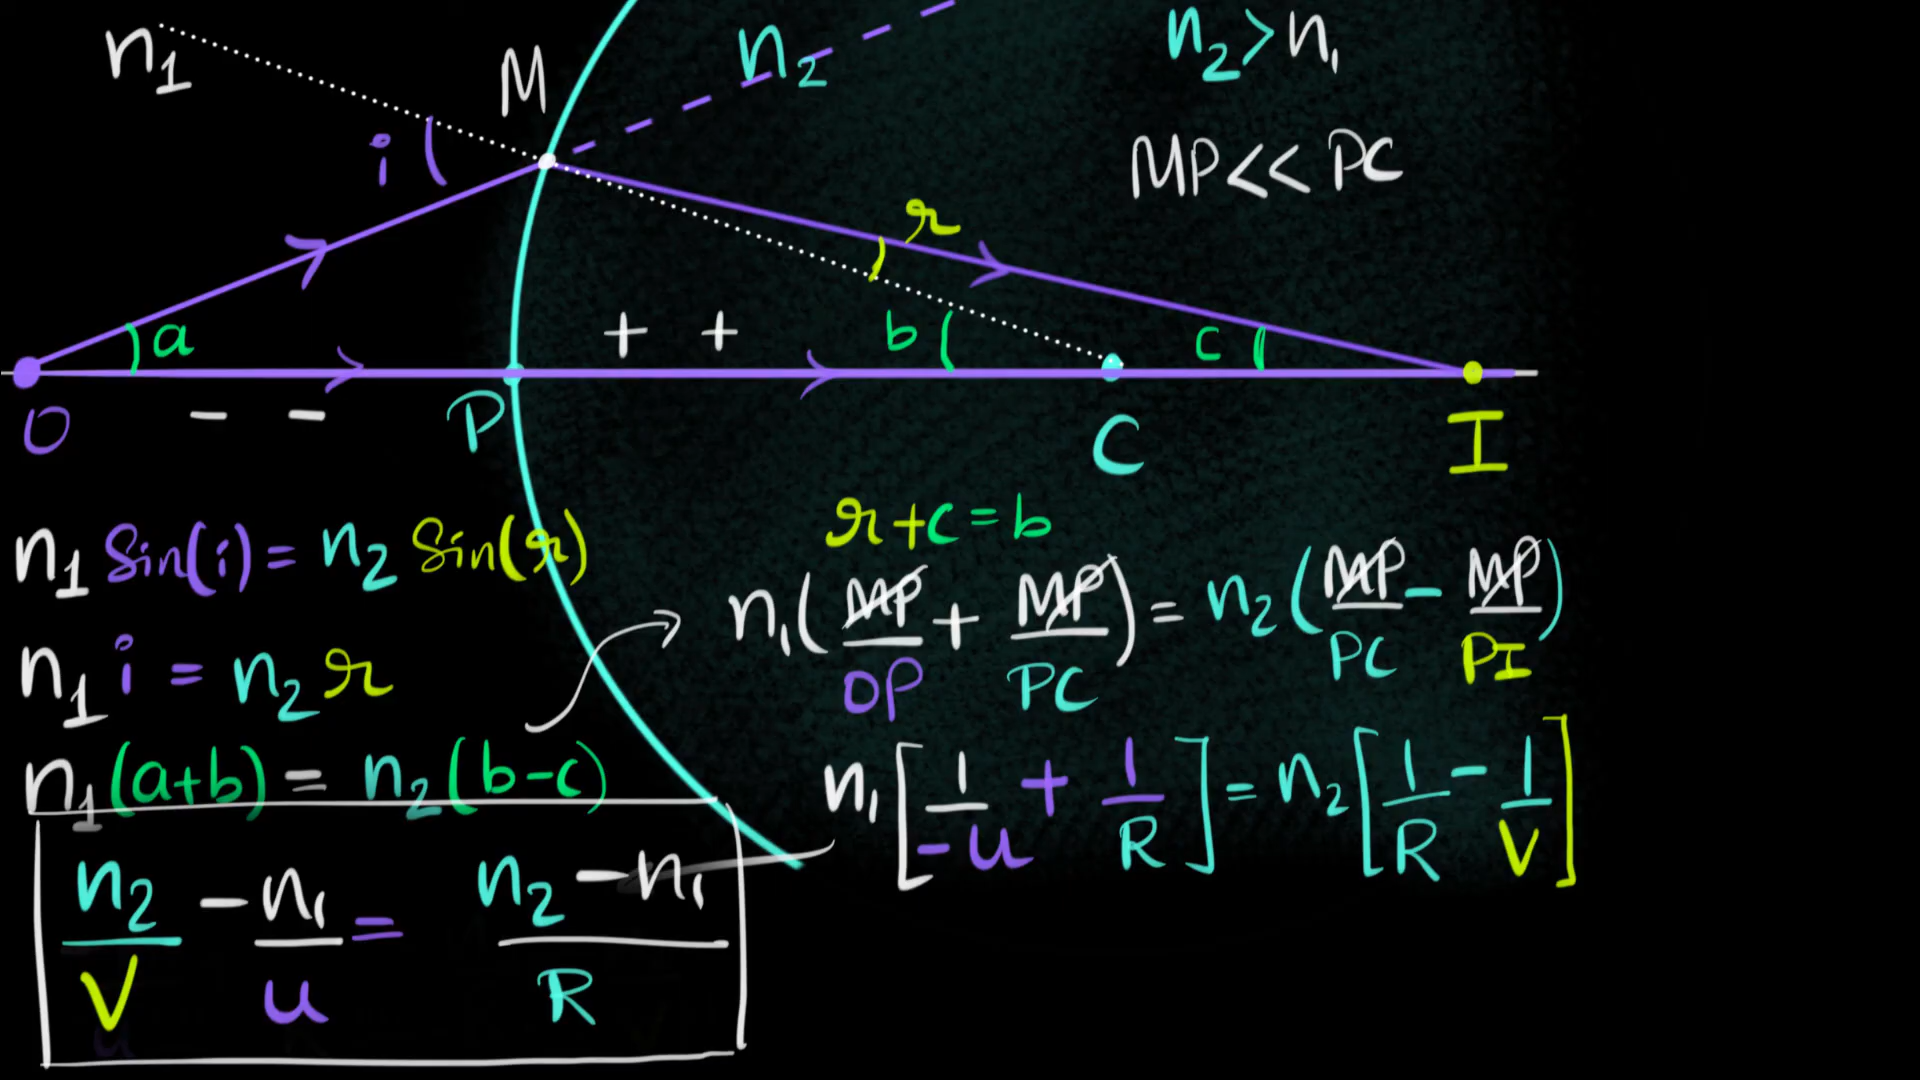 n₁
M
n₂
n₂ > n₁
i
MP << PC
r
a
+ +
b
c
O
- -
P
C
I
n₁ Sin(i) = n₂ Sin(r)
r + c = b
n₁ ( MP/OP + MP/PC ) = n₂ ( MP/PC - MP/PI )
n₁ i = n₂ r
n₁ (a+b) = n₂ (b-c)
n₁ [ 1/-u + 1/R ] = n₂ [ 1/R - 1/V ]
n₂/V - n₁/u = n₂ - n₁/R